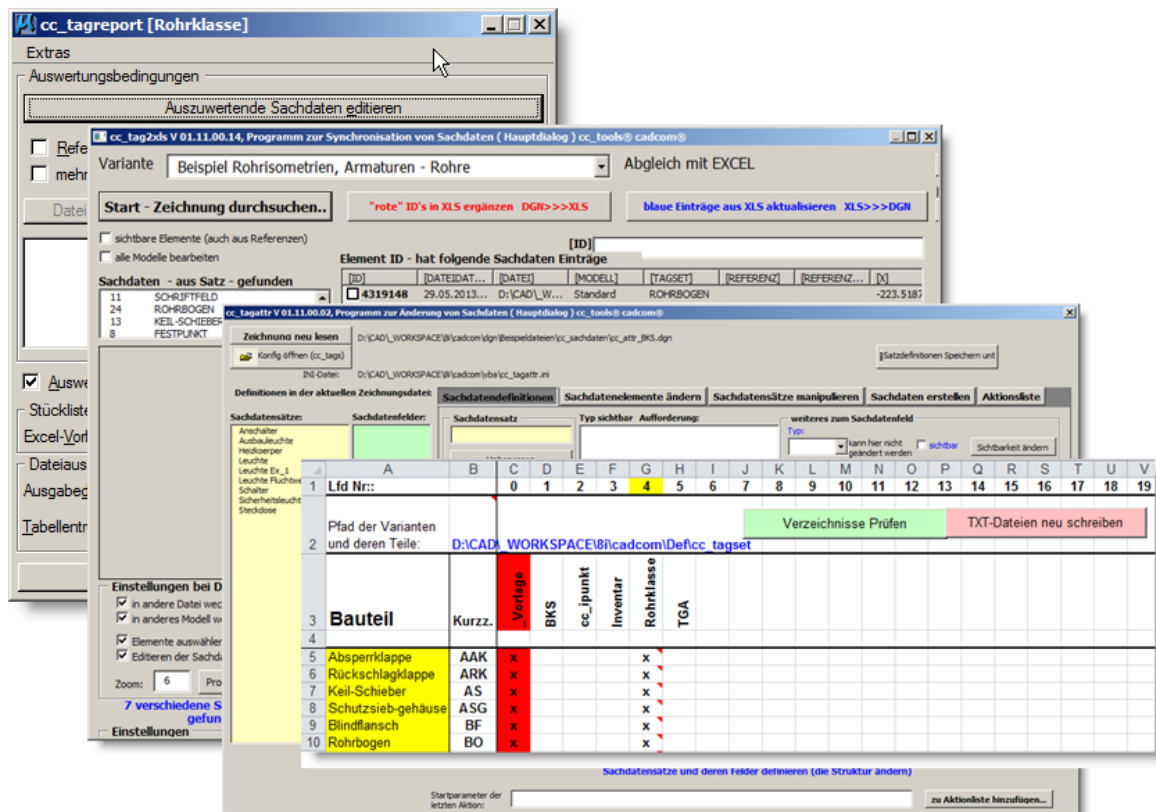 cc_tagreport [Rohrklasse]
Extras
Auswertungsbedingungen
Auszuwertende Sachdaten editieren
cc_tag2xls V 01.11.00.14, Programm zur Synchronisation von Sachdaten ( Hauptdialog ) cc_tools® cadcom®
Variante Beispiel Rohrisometrien, Armaturen - Rohre Abgleich mit EXCEL
Start - Zeichnung durchsuchen.. "rote" ID's in XLS ergänzen DGN>>>XLS blaue Einträge aus XLS aktualisieren XLS>>>DGN
sichtbare Elemente (auch aus Referenzen)
[ID]
alle Modelle bearbeiten
Element ID - hat folgende Sachdaten Einträge
Sachdaten - aus Satz - gefunden
[ID] [DATEIDAT... [DATEI] [MODELL] [TAGSET] [REFERENZ] [REFERENZ... [X]
4319148 29.05.2013... D:\CAD\_W... Standard ROHRBOGEN -223.5187
11 SCHRIFTFELD
24 ROHRBOGEN
13 KEIL-SCHIEBER
8 FESTPUNKT
Datei
Stückliste
Dateiaus
cc_tagattr V 01.11.00.02, Programm zur Änderung von Sachdaten ( Hauptdialog ) cc_tools® cadcom®
Zeichnung neu lesen D:\CAD\_WORKSPACE\8i\cadcom\dgn\Beispieldateien\cc_sachdaten\cc_attr_BKS.dgn
Konfig öffnen (cc_tags) Satzdefinitionen Speichern unt
INI-Datei: D:\CAD\_WORKSPACE\8i\cadcom\vba\cc_tagattr.ini
Definitionen in der aktuellen Zeichnungsdatei: Sachdatendefinitionen Sachdatenelemente ändern Sachdatensätze manipulieren Sachdaten erstellen Aktionsliste
Sachdatensätze: Sachdatenfelder: Sachdatensatz Typ sichtbar Aufforderung: weiteres zum Sachdatenfeld
Typ:
kann hier nicht geändert werden sichtbar Sichtbarkeit ändern
Anschalter
Ausbauleuchte
Heizkoerper
Leuchte
Leuchte Ex_1
Leuchte Fluchtwe
Schalter
Sicherheitsleucht
Steckdose
A B C D E F G H I J K L M N O P Q R S T U V
1 Lfd Nr:: 0 1 2 3 4 5 6 7 8 9 10 11 12 13 14 15 16 17 18 19
Verzeichnisse Prüfen TXT-Dateien neu schreiben
Pfad der Varianten
2 und deren Teile: D:\CAD\_WORKSPACE\8i\cadcom\Def\cc_tagset
3 Bauteil Kurzz. _Vorlage BKS cc_ipunkt Inventar Rohrklasse TGA
4
5 Absperrklappe AAK x x
6 Rückschlagklappe ARK x x
7 Keil-Schieber AS x x
8 Schutzsieb-gehäuse ASG x x
9 Blindflansch BF x x
10 Rohrbogen BO x x
Einstellungen bei D
in andere Datei wec
in anderes Modell w
Elemente auswähler
Editieren der Sachda
Zoom: 6 Pro
7 verschiedene S
gefun
Einstellungen
Sachdatensätze und deren Felder definieren (die Struktur ändern)
Startparameter der
letzten Aktion:
zu Aktionliste hinzufügen...